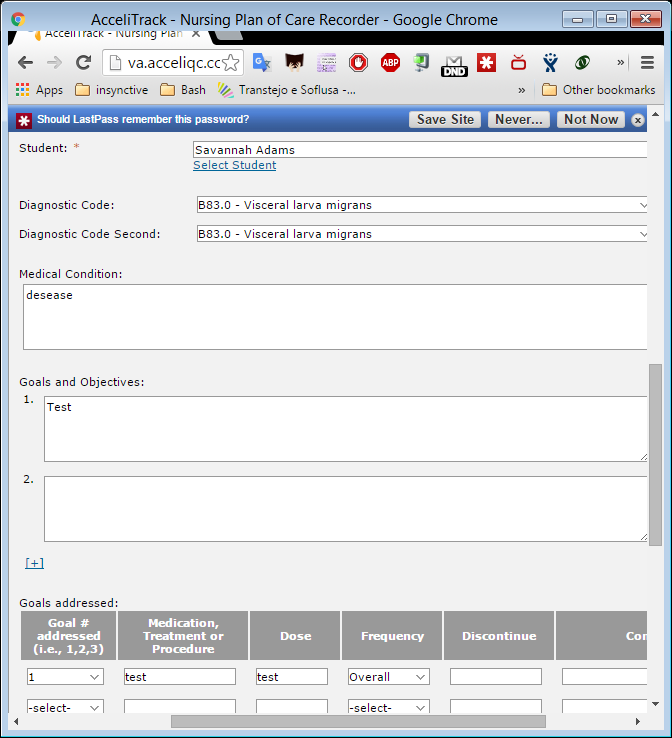 AcceliTrack - Nursing Plan of Care Recorder - Google Chrome
AcceliTrack - Nursing Plan
va.acceliqc.cc
ABP
DND
Apps insynctive Bash Transtejo e Soflusa -... » Other bookmarks
Should LastPass remember this password? Save Site Never... Not Now
Student: * Savannah Adams
Select Student
Diagnostic Code: B83.0 - Visceral larva migrans
Diagnostic Code Second: B83.0 - Visceral larva migrans
Medical Condition:
desease
Goals and Objectives:
1. Test
2.
[+]
Goals addressed:
Goal # addressed (i.e., 1,2,3) Medication, Treatment or Procedure Dose Frequency Discontinue Cor
1 test test Overall
-select- -select-